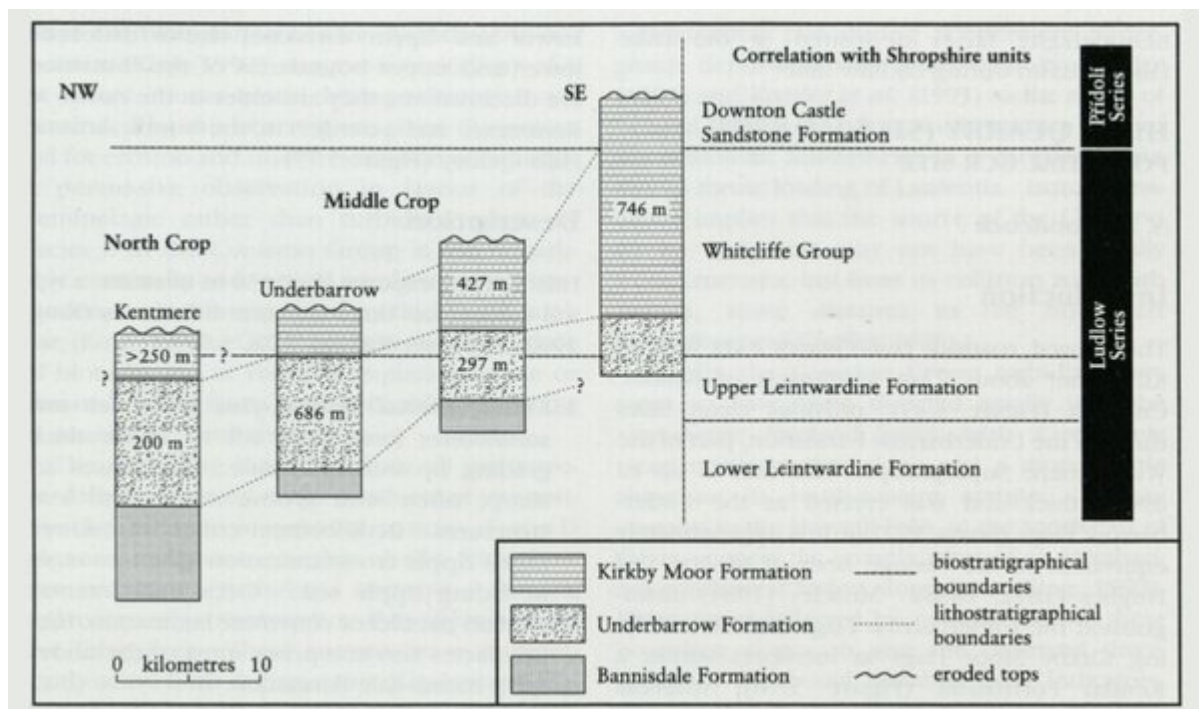 Correlation with Shropshire units
NW
SE
Downton Castle
Sandstone Formation
Přídolí
Series
Middle Crop
746 m
North Crop
Whitcliffe Group
Underbarrow
427 m
Kentmere
>250 m
?
?
297 m
Ludlow
Series
686 m
?
Upper Leintwardine Formation
200 m
Lower Leintwardine Formation
Kirkby Moor Formation
biostratigraphical
boundaries
Underbarrow Formation
lithostratigraphical
boundaries
0 kilometres 10
Bannisdale Formation
eroded tops